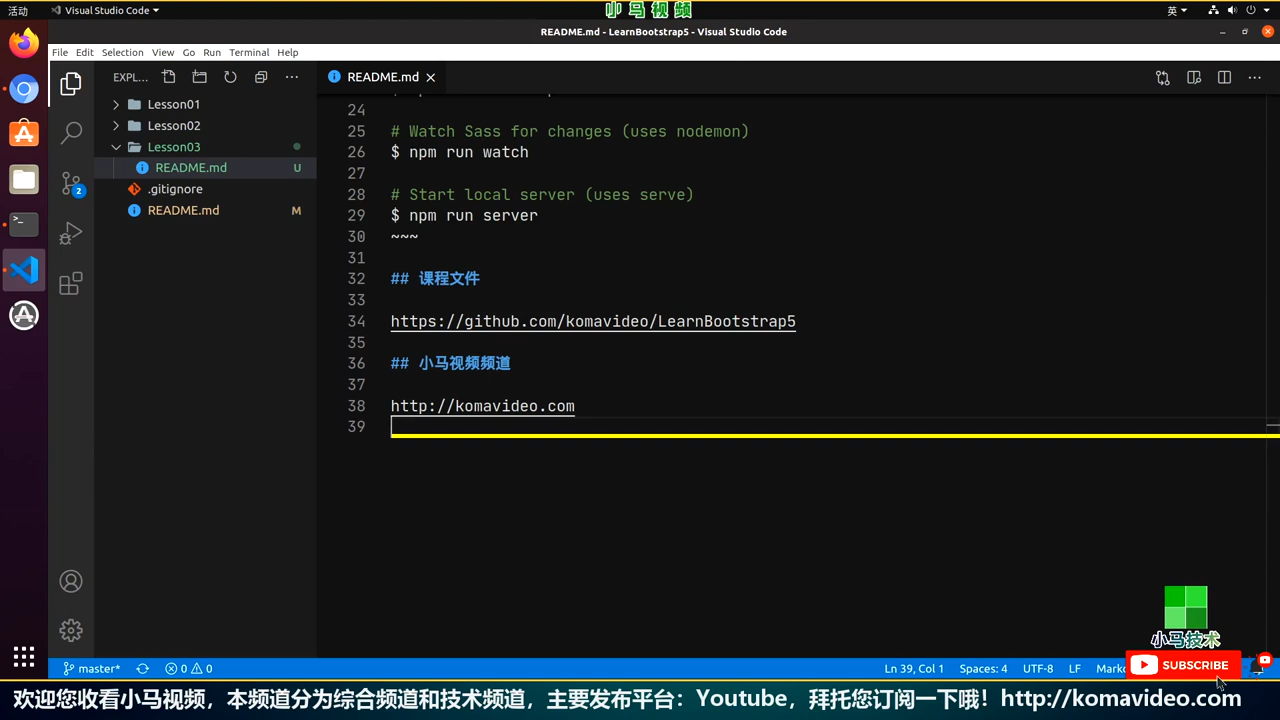 活动
Visual Studio Code
小马视频
英
README.md - LearnBootstrap5 - Visual Studio Code
File Edit Selection View Go Run Terminal Help
EXPL...
README.md
Lesson01
Lesson02
Lesson03
README.md U
.gitignore
README.md M
2
24
25 # Watch Sass for changes (uses nodemon)
26 $ npm run watch
27
28 # Start local server (uses serve)
29 $ npm run server
30 ~~~
31
32 ## 课程文件
33
34 https://github.com/komavideo/LearnBootstrap5
35
36 ## 小马视频频道
37
38 http://komavideo.com
39
小马技术
SUBSCRIBE
master* 0 0 Ln 39, Col 1 Spaces: 4 UTF-8 LF
欢迎您收看小马视频，本频道分为综合频道和技术频道，主要发布平台：Youtube，拜托您订阅一下哦！http://komavideo.com